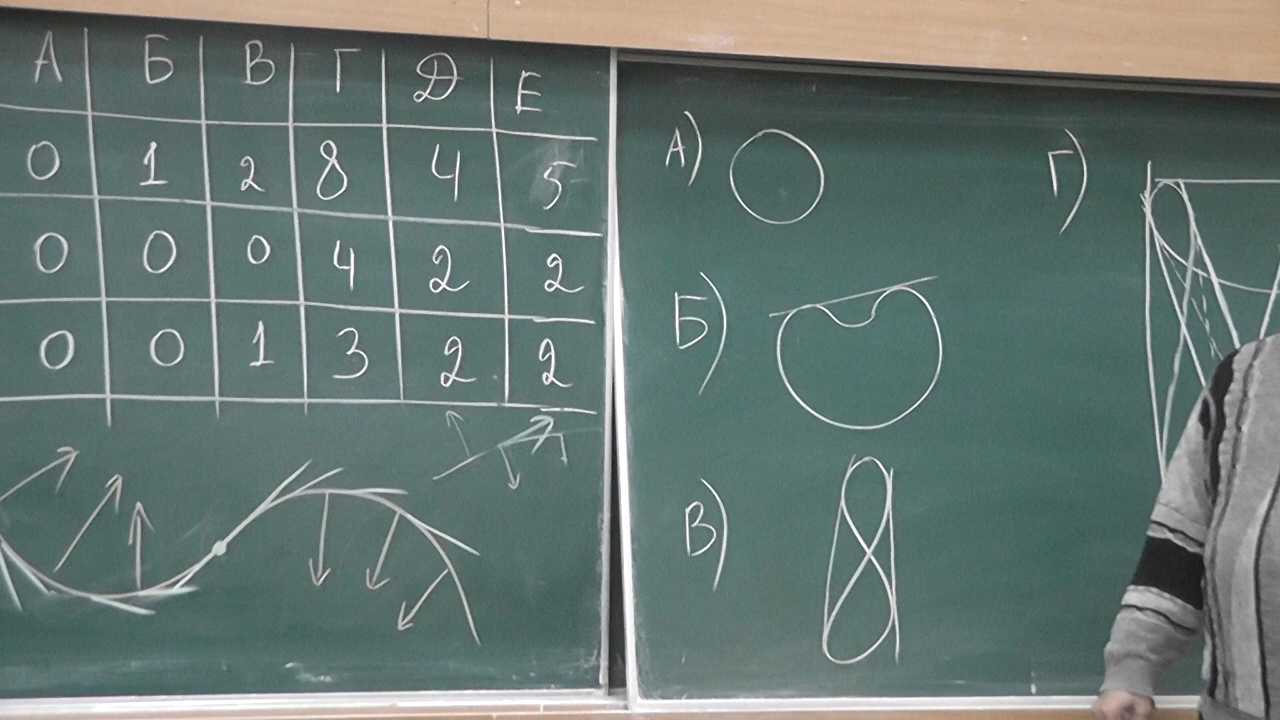 А Б В Г Д Е
0 1 2 8 4 5
0 0 0 4 2 2
0 0 1 3 2 2
А)
Б)
В)
Г)